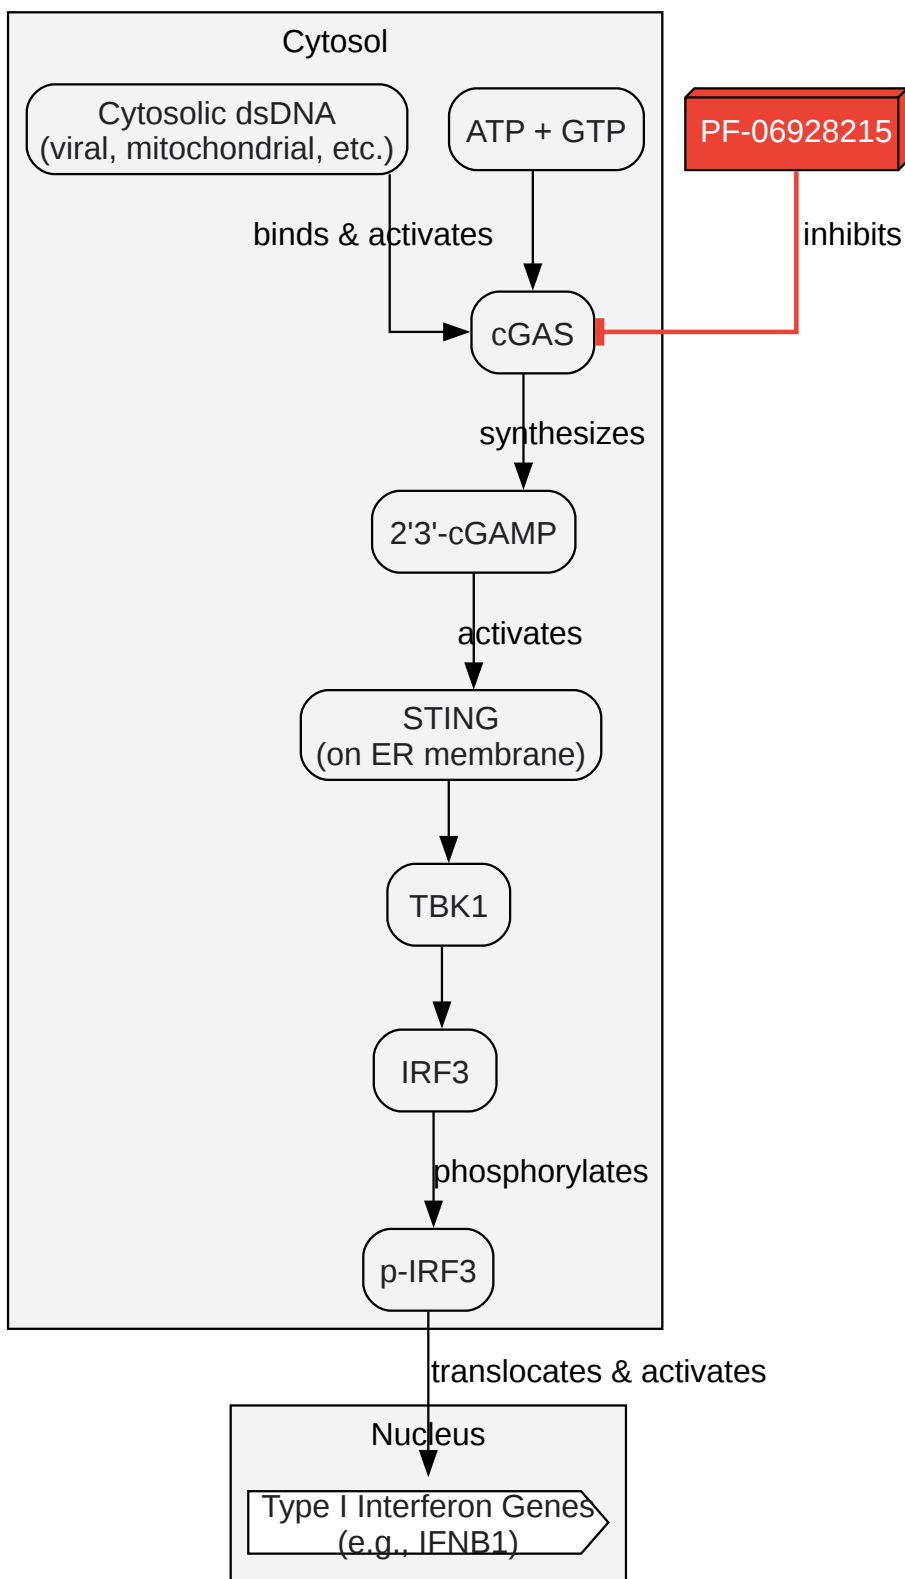 Cytosol
Cytosolic dsDNA
(viral, mitochondrial, etc.)
ATP + GTP
PF-06928215
binds & activates
inhibits
cGAS
synthesizes
2'3'-cGAMP
activates
STING
(on ER membrane)
TBK1
IRF3
phosphorylates
p-IRF3
translocates & activates
Nucleus
Type I Interferon Genes
(e.g., IFNB1)